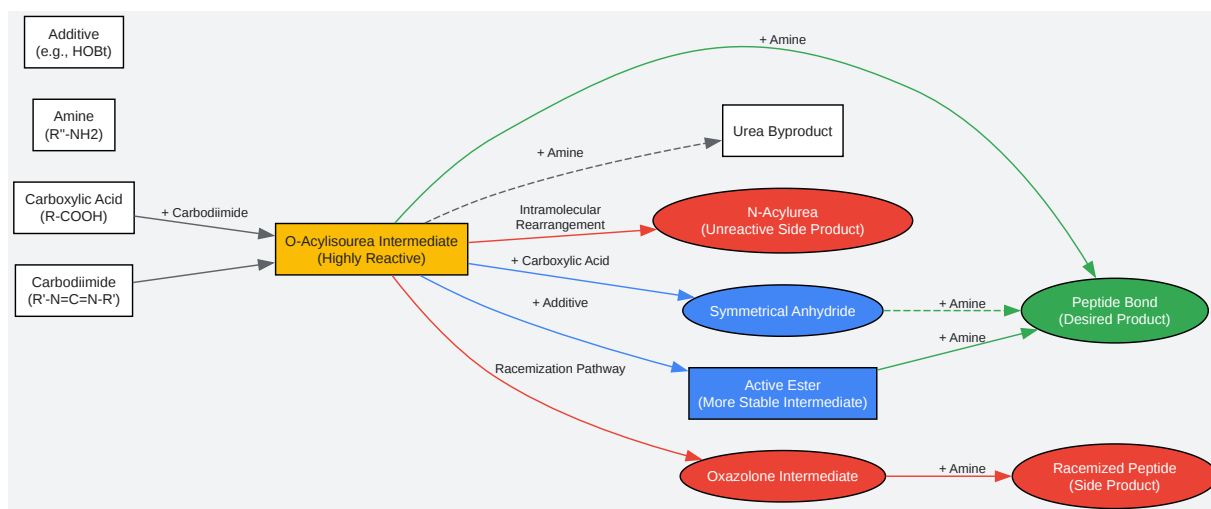 Additive
(e.g., HOBt)
Amine
(R"-NH2)
Carboxylic Acid
(R-COOH)
Carbodiimide
(R'-N=C=N-R')
+ Carbodiimide
O-Acylisourea Intermediate
(Highly Reactive)
+ Amine
+ Amine
Urea Byproduct
Intramolecular
Rearrangement
N-Acylurea
(Unreactive Side Product)
+ Carboxylic Acid
Symmetrical Anhydride
+ Amine
Peptide Bond
(Desired Product)
+ Additive
Active Ester
(More Stable Intermediate)
+ Amine
Racemization Pathway
Oxazolone Intermediate
+ Amine
Racemized Peptide
(Side Product)